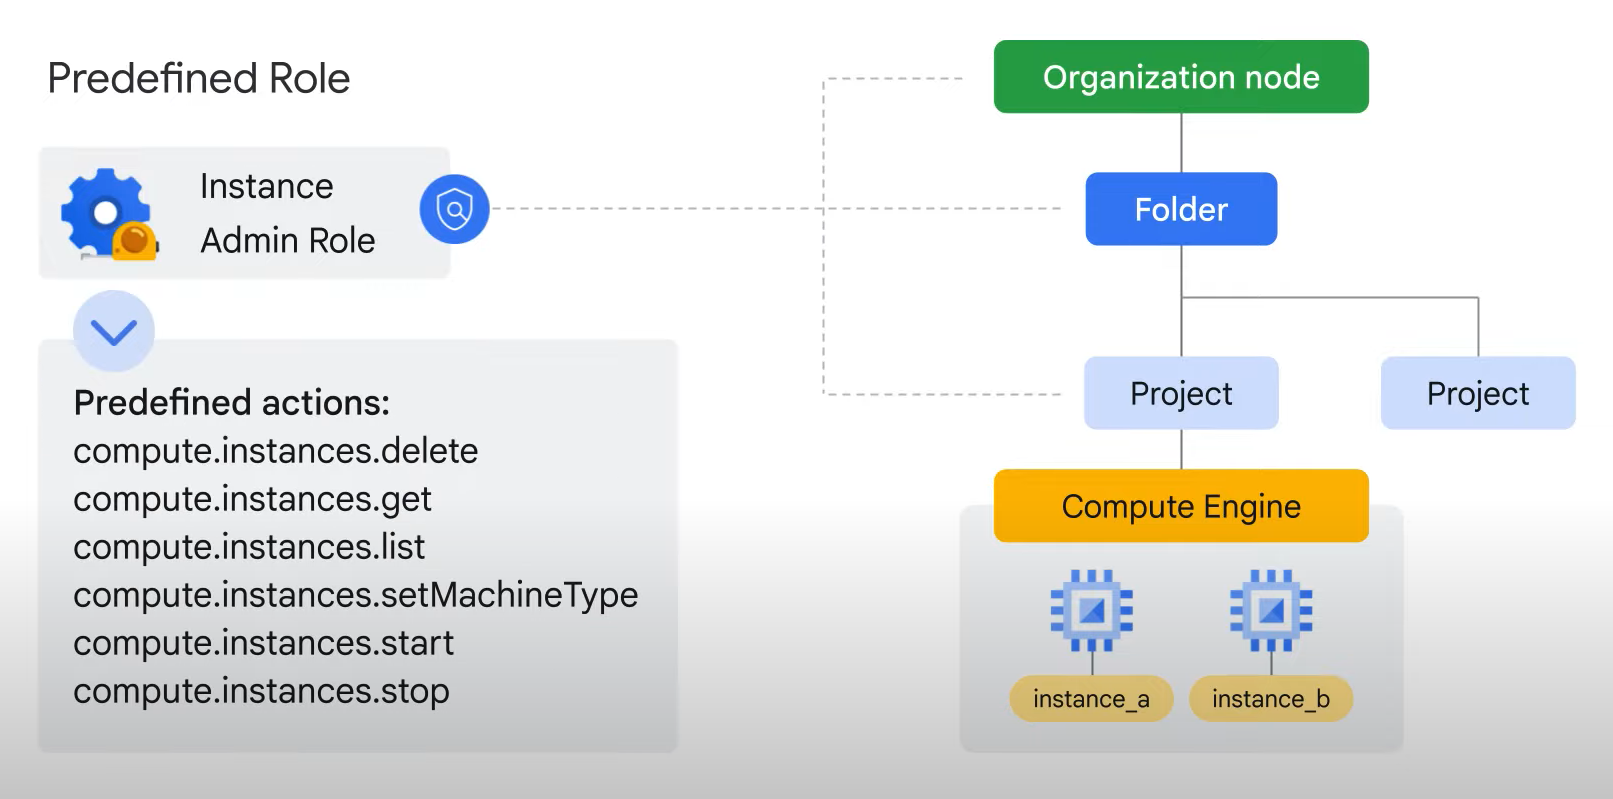 Predefined Role
Instance
Admin Role
Predefined actions:
compute.instances.delete
compute.instances.get
compute.instances.list
compute.instances.setMachineType
compute.instances.start
compute.instances.stop
Organization node
Folder
Project
Project
Compute Engine
instance_a
instance_b